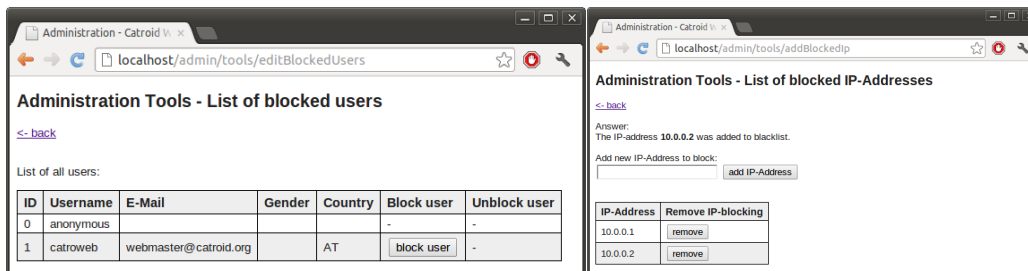 Administration - Catroid W
localhost/admin/tools/editBlockedUsers
Administration Tools - List of blocked users
<- back
List of all users:
ID Username E-Mail Gender Country Block user Unblock user
0 anonymous - -
1 catroweb webmaster@catroid.org AT block user -
Administration - Catroid W
localhost/admin/tools/addBlockedIp
Administration Tools - List of blocked IP-Addresses
<- back
Answer:
The IP-address 10.0.0.2 was added to blacklist.
Add new IP-Address to block:
add IP-Address
IP-Address Remove IP-blocking
10.0.0.1 remove
10.0.0.2 remove